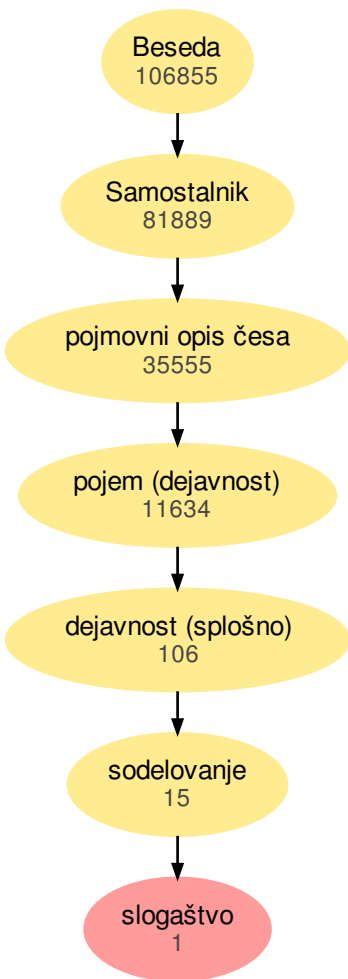 Beseda
106855
Samostalnik
81889
pojmovni opis česa
35555
pojem (dejavnost)
11634
dejavnost (splošno)
106
sodelovanje
15
slogaštvo
1